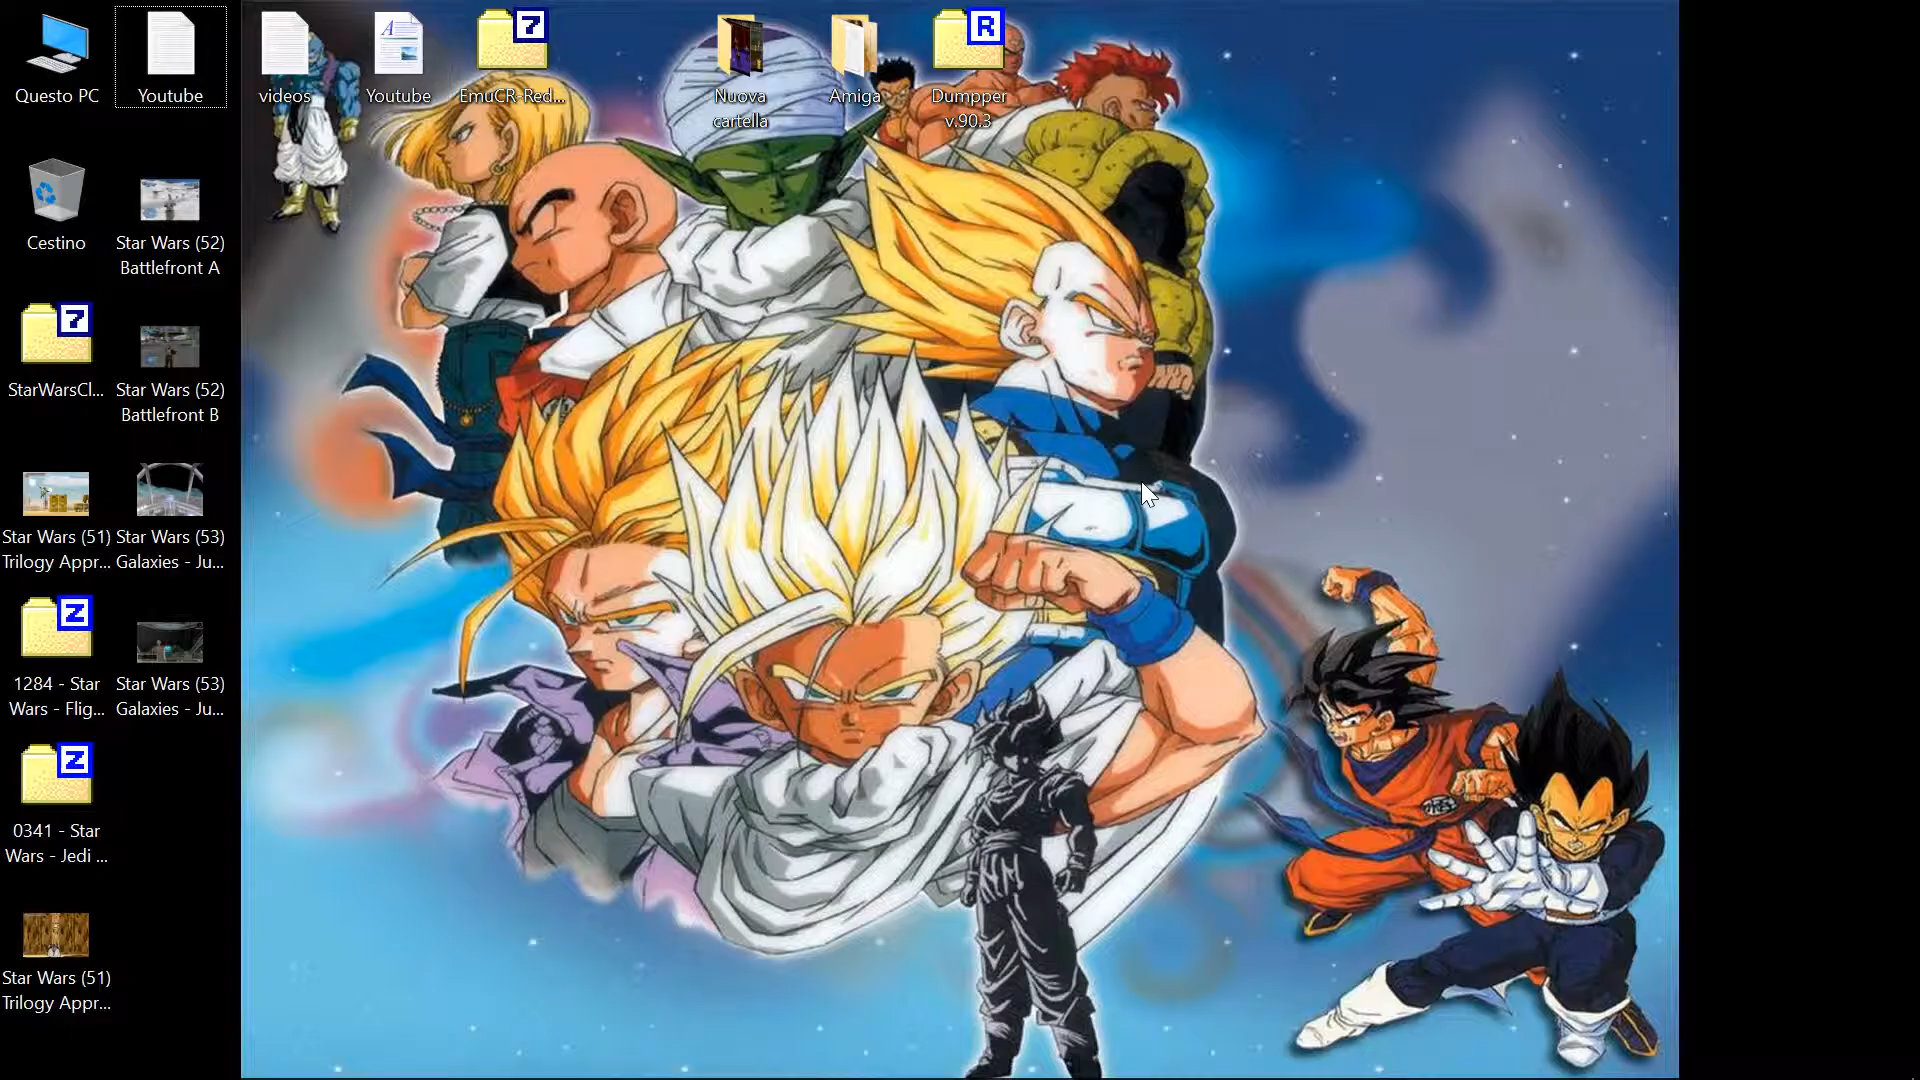 Questo PC
Youtube
videos
Youtube
EmuCR-Red...
Nuova
cartella
Amiga
Dumpper
v.90.3
Cestino
Star Wars (52)
Battlefront A
StarWarsCl...
Star Wars (52)
Battlefront B
Star Wars (51)
Trilogy Appr...
Star Wars (53)
Galaxies - Ju...
1284 - Star
Wars - Flig...
Star Wars (53)
Galaxies - Ju...
0341 - Star
Wars - Jedi ...
Star Wars (51)
Trilogy Appr...
7
R
7
Z
Z
A